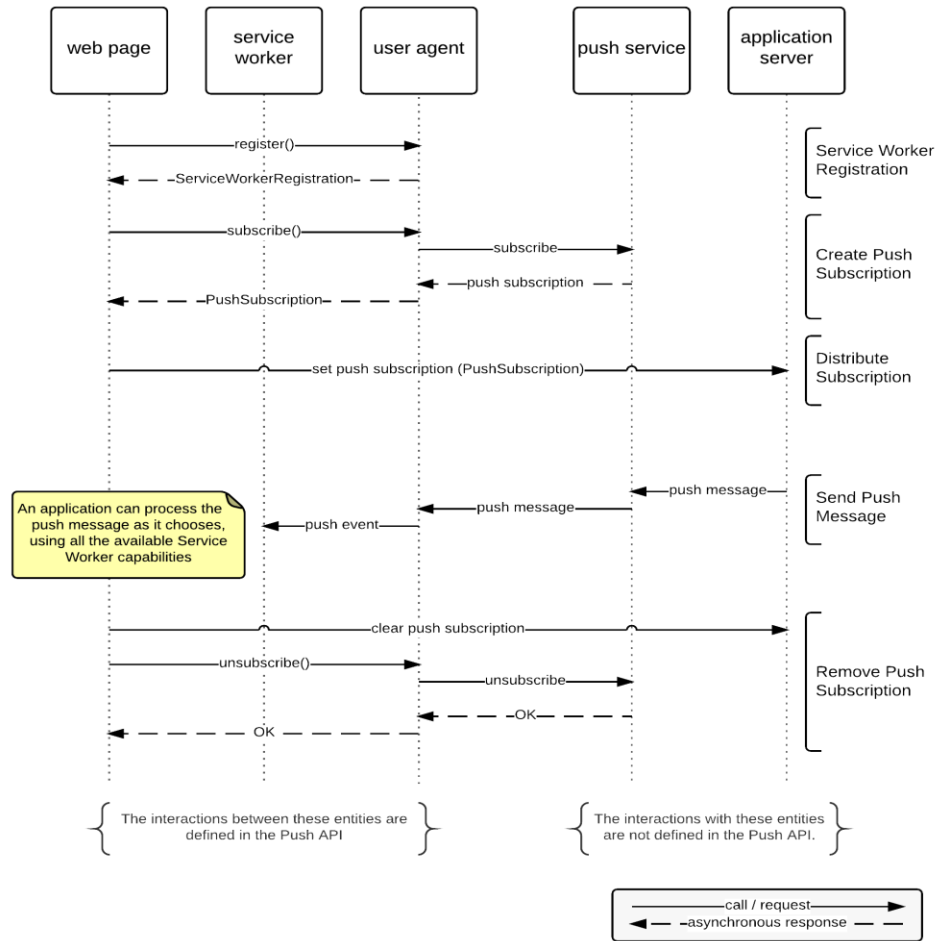 web page
service
worker
user agent
push service
application
server
register()
ServiceWorkerRegistration
Service Worker
Registration
subscribe()
subscribe
push subscription
PushSubscription
Create Push
Subscription
set push subscription (PushSubscription)
Distribute
Subscription
push message
push message
push event
Send Push
Message
An application can process the
push message as it chooses,
using all the available Service
Worker capabilities
clear push subscription
unsubscribe()
unsubscribe
OK
OK
Remove Push
Subscription
The interactions between these entities are
defined in the Push API
The interactions with these entities
are not defined in the Push API.
call / request
asynchronous response